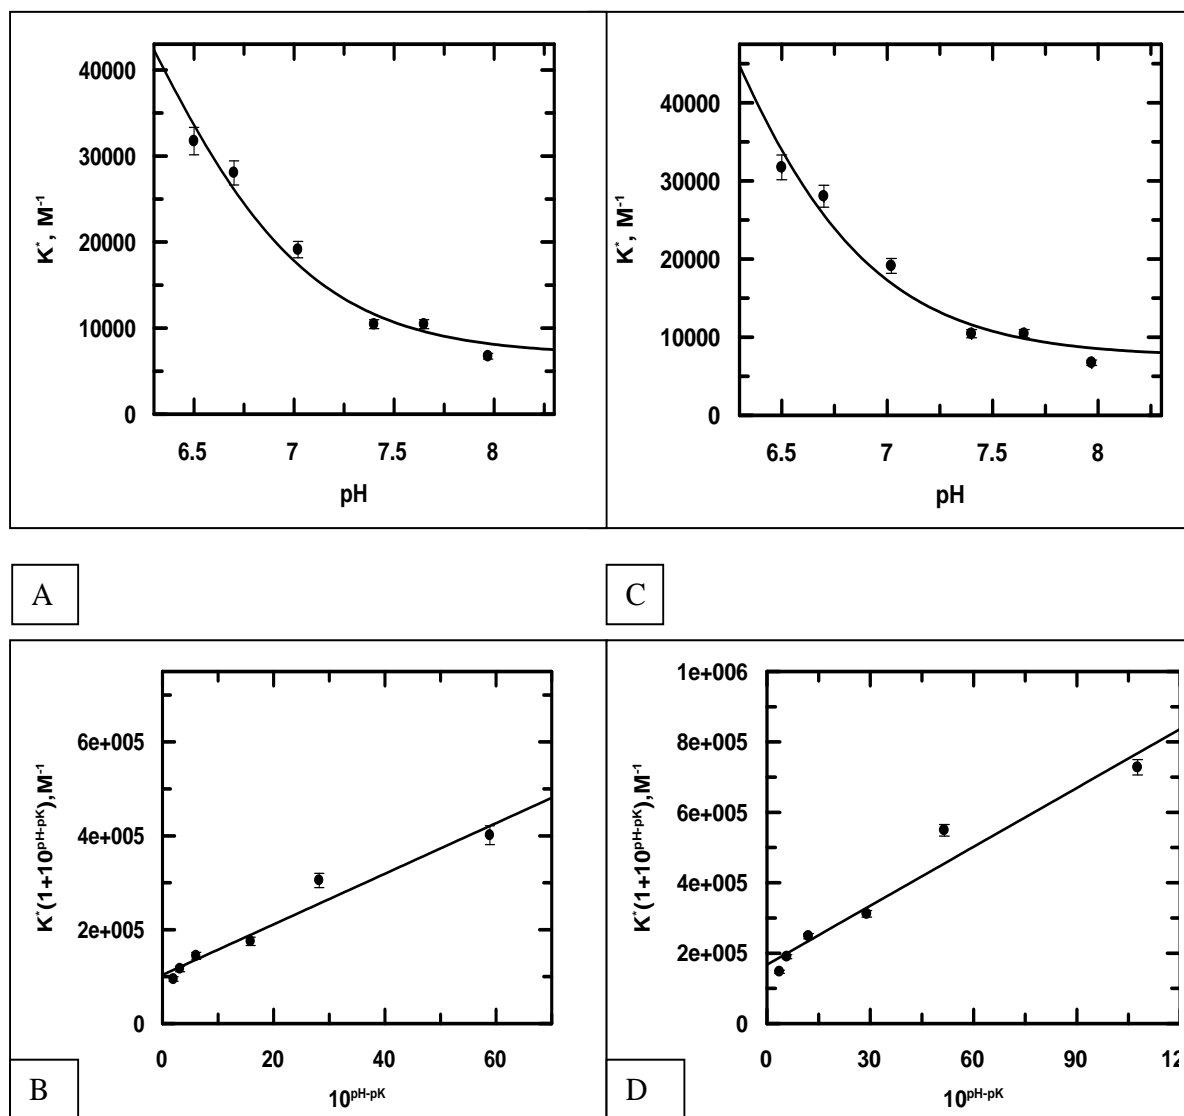 40000
30000
20000
10000
0
K*, M-1
6.5 7 7.5 8
pH
40000
30000
20000
10000
0
K*, M-1
6.5 7 7.5 8
pH
A
C
6e+005
4e+005
2e+005
0
K*(1+10pH-pK),M-1
0 20 40 60
10pH-pK
B
1e+006
8e+005
6e+005
4e+005
2e+005
0
K*(1+10pH-pK),M-1
0 30 60 90 12
10pH-pK
D